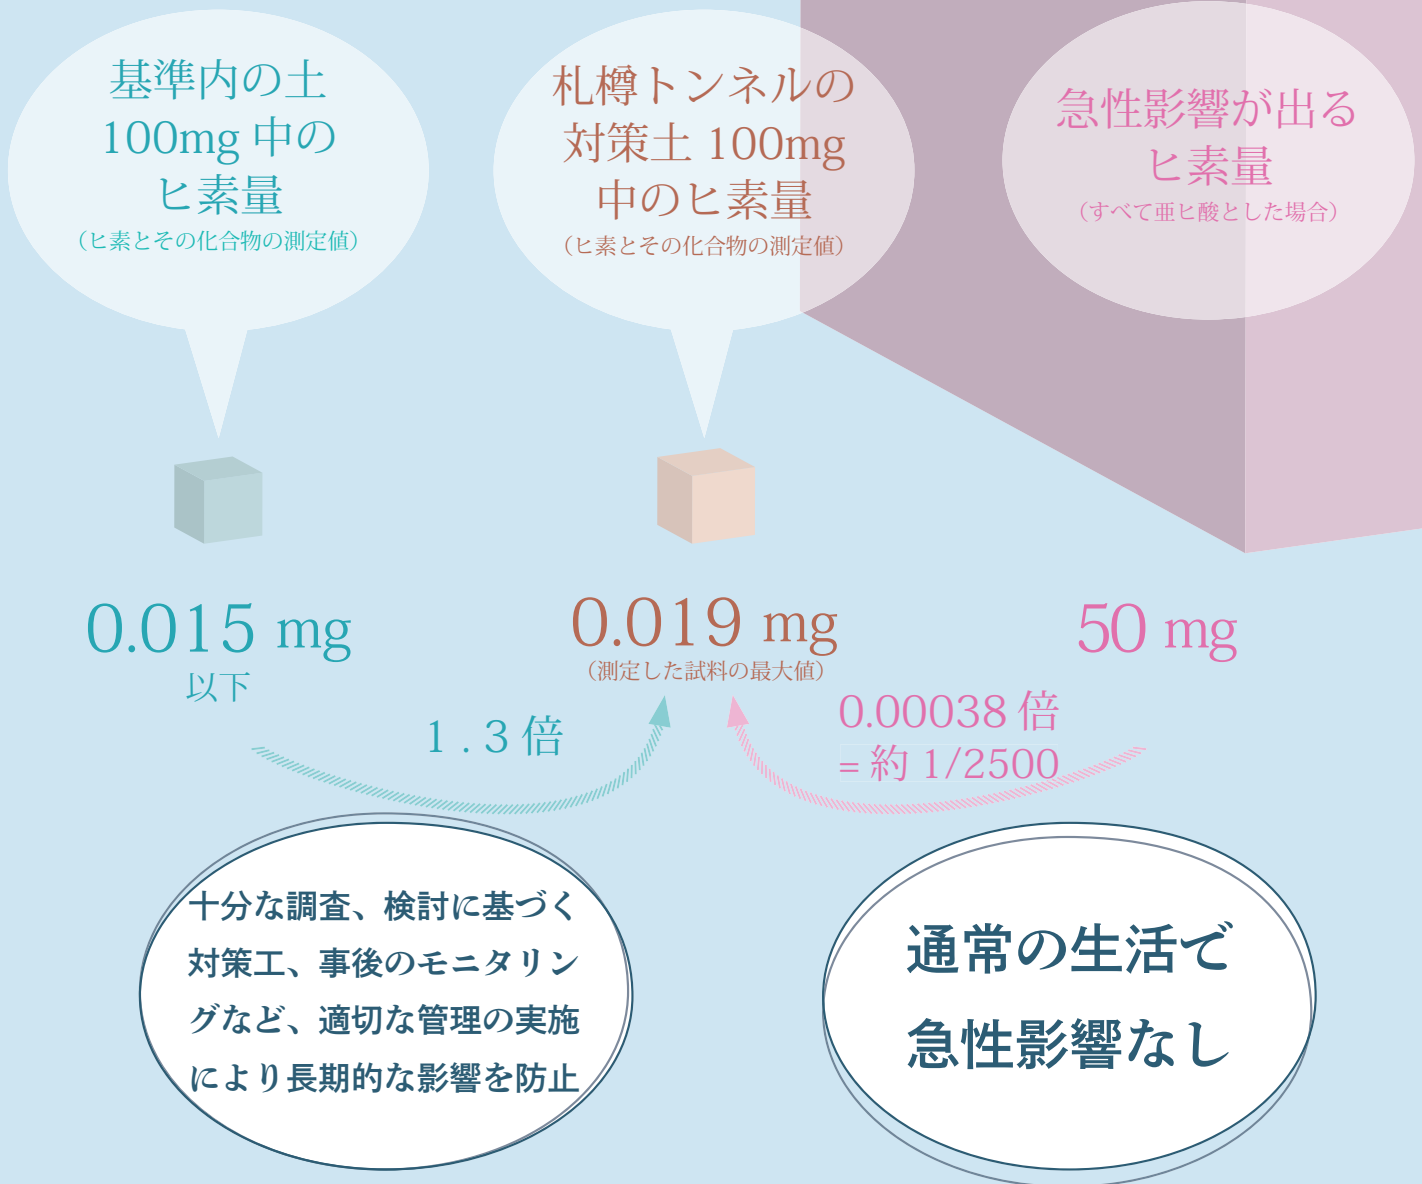 基準内の土
100mg 中の
ヒ素量
（ヒ素とその化合物の測定値）
札樽トンネルの
対策土 100mg
中のヒ素量
（ヒ素とその化合物の測定値）
急性影響が出る
ヒ素量
（すべて亜ヒ酸とした場合）
0.015 mg
以下
0.019 mg
（測定した試料の最大値）
50 mg
1.3倍
0.00038 倍
= 約 1/2500
十分な調査、検討に基づく
対策工、事後のモニタリン
グなど、適切な管理の実施
により長期的な影響を防止
通常の生活で
急性影響なし